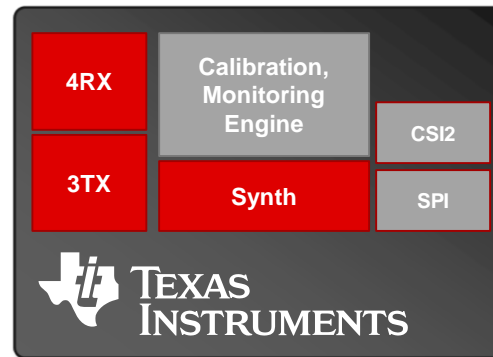 4RX
Calibration,
Monitoring
Engine
CSI2
3TX
Synth
SPI
TEXAS
INSTRUMENTS